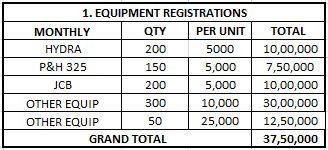 1. EQUIPMENT REGISTRATIONS
MONTHLY QTY PER UNIT TOTAL
HYDRA 200 5000 10,00,000
P&H 325 150 5,000 7,50,000
JCB 200 5,000 10,00,000
OTHER EQUIP 300 10,000 30,00,000
OTHER EQUIP 50 25,000 12,50,000
GRAND TOTAL 37,50,000